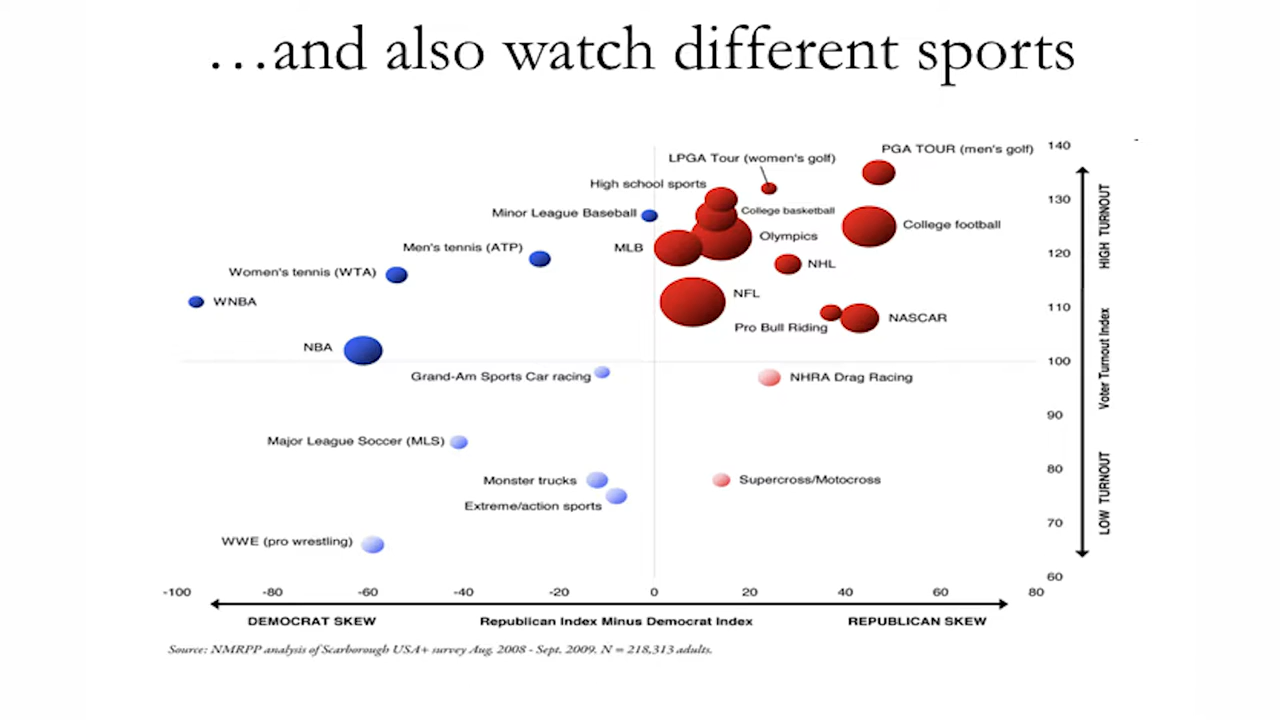 …and also watch different sports
140
PGA TOUR (men's golf)
LPGA Tour (women's golf)
High school sports
130
College basketball
Minor League Baseball
College football
Olympics
MLB
Men's tennis (ATP)
120
NHL
Women's tennis (WTA)
NFL
WNBA
110
NASCAR
Pro Bull Riding
NBA
100
Grand-Am Sports Car racing
NHRA Drag Racing
90
Major League Soccer (MLS)
80
Monster trucks
Supercross/Motocross
Extreme/action sports
70
WWE (pro wrestling)
60
HIGH TURNOUT
Voter Turnout Index
LOW TURNOUT
-100 -80 -60 -40 -20 0 20 40 60 80
DEMOCRAT SKEW Republican Index Minus Democrat Index REPUBLICAN SKEW
Source: NMRPP analysis of Scarborough USA+ survey Aug. 2008 - Sept. 2009. N = 218,313 adults.